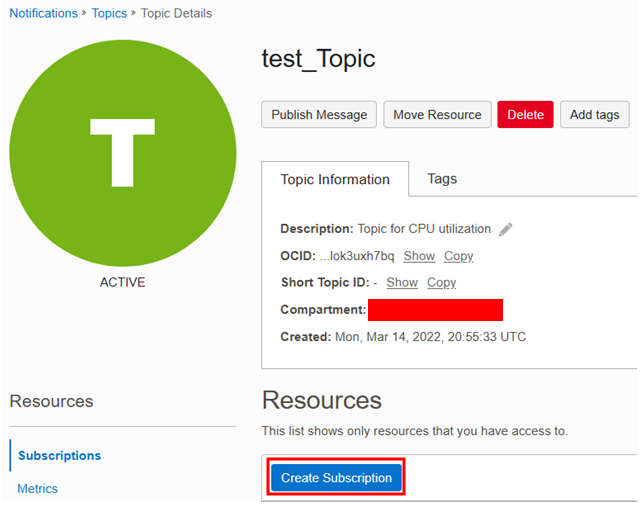 Notifications » Topics » Topic Details
T
ACTIVE
test_Topic
Publish Message Move Resource Delete Add tags
Topic Information Tags
Description: Topic for CPU utilization
OCID: ...lok3uxh7bq Show Copy
Short Topic ID: - Show Copy
Compartment:
Created: Mon, Mar 14, 2022, 20:55:33 UTC
Resources
Subscriptions
Metrics
Resources
This list shows only resources that you have access to.
Create Subscription